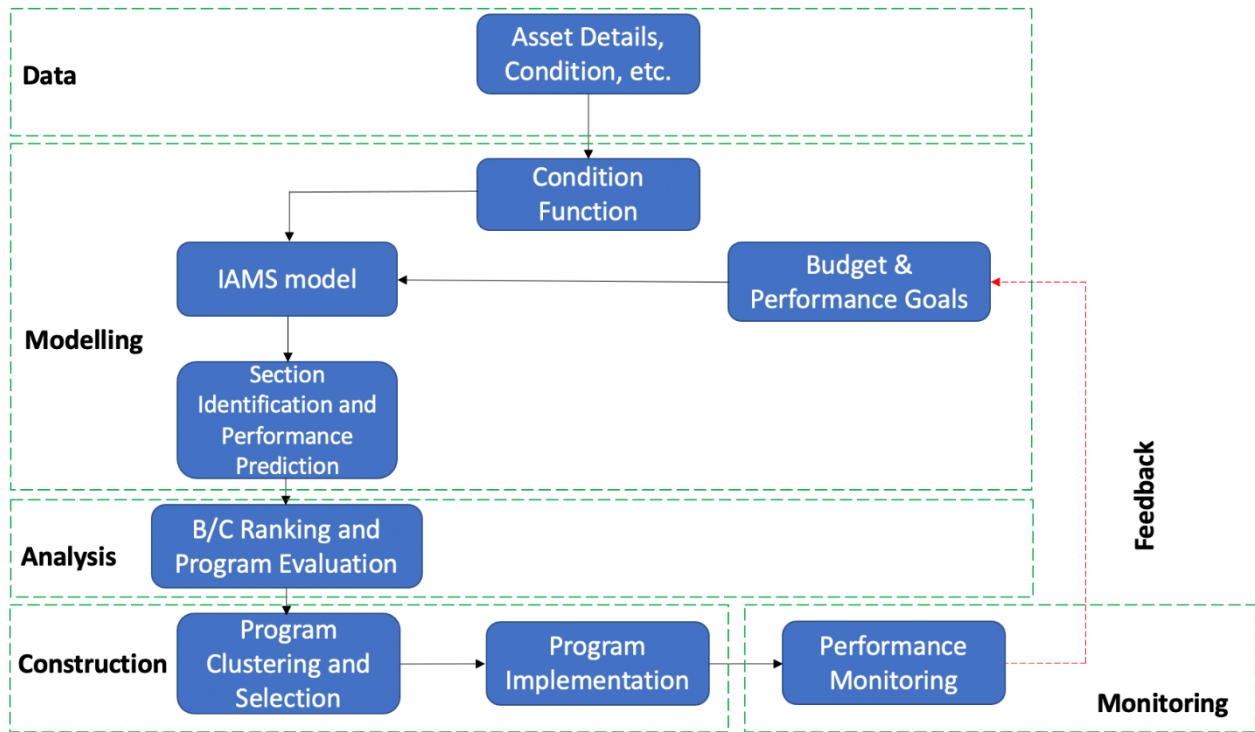 Data
Asset Details,
Condition, etc.
Modelling
Condition
Function
IAMS model
Budget &
Performance Goals
Section
Identification and
Performance
Prediction
Feedback
Analysis
B/C Ranking and
Program Evaluation
Construction
Program
Clustering and
Selection
Program
Implementation
Performance
Monitoring
Monitoring